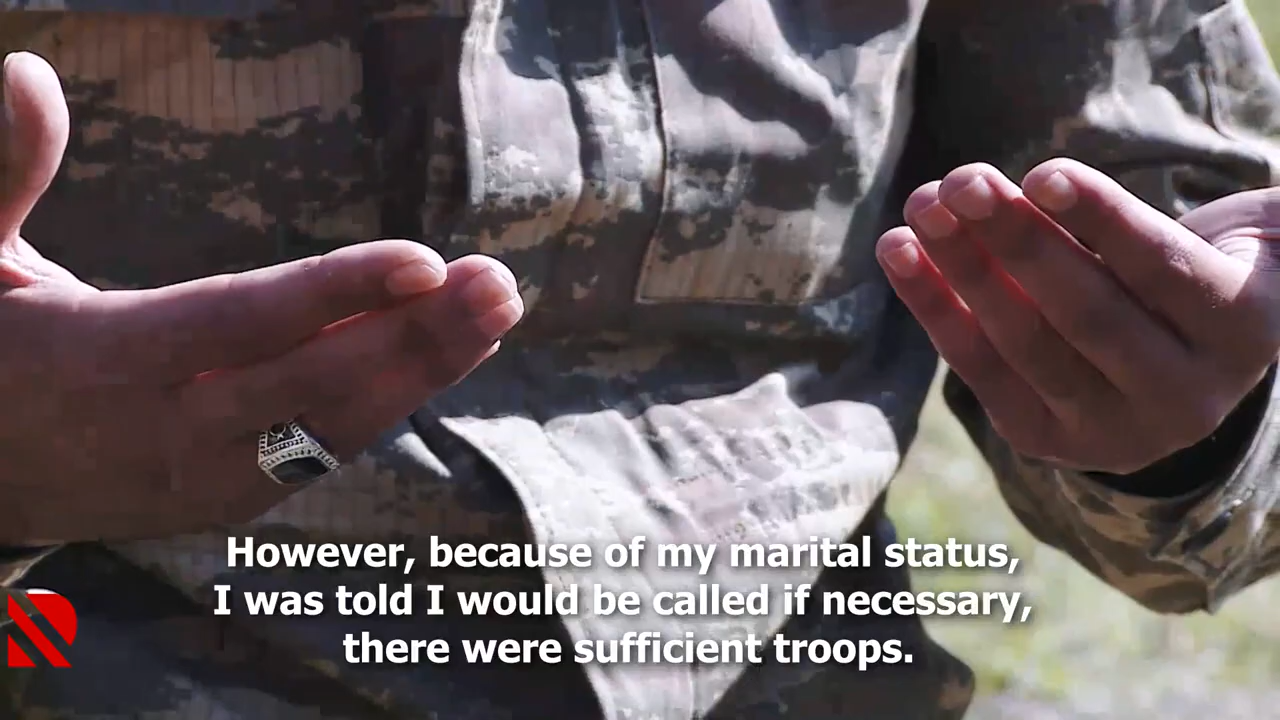 However, because of my marital status,
I was told I would be called if necessary,
there were sufficient troops.